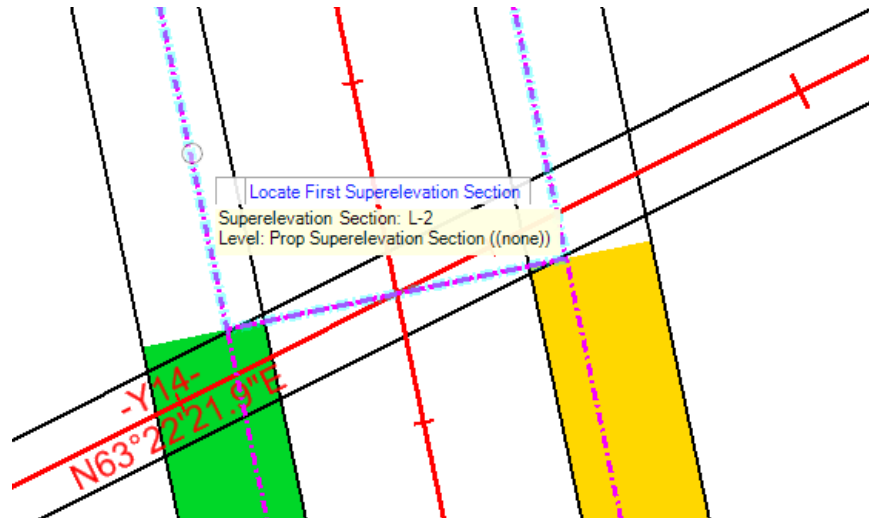 Locate First Superelevation Section
Superelevation Section: L-2
Level: Prop Superelevation Section ((none))
-Y14-
N63°22'21.9"E